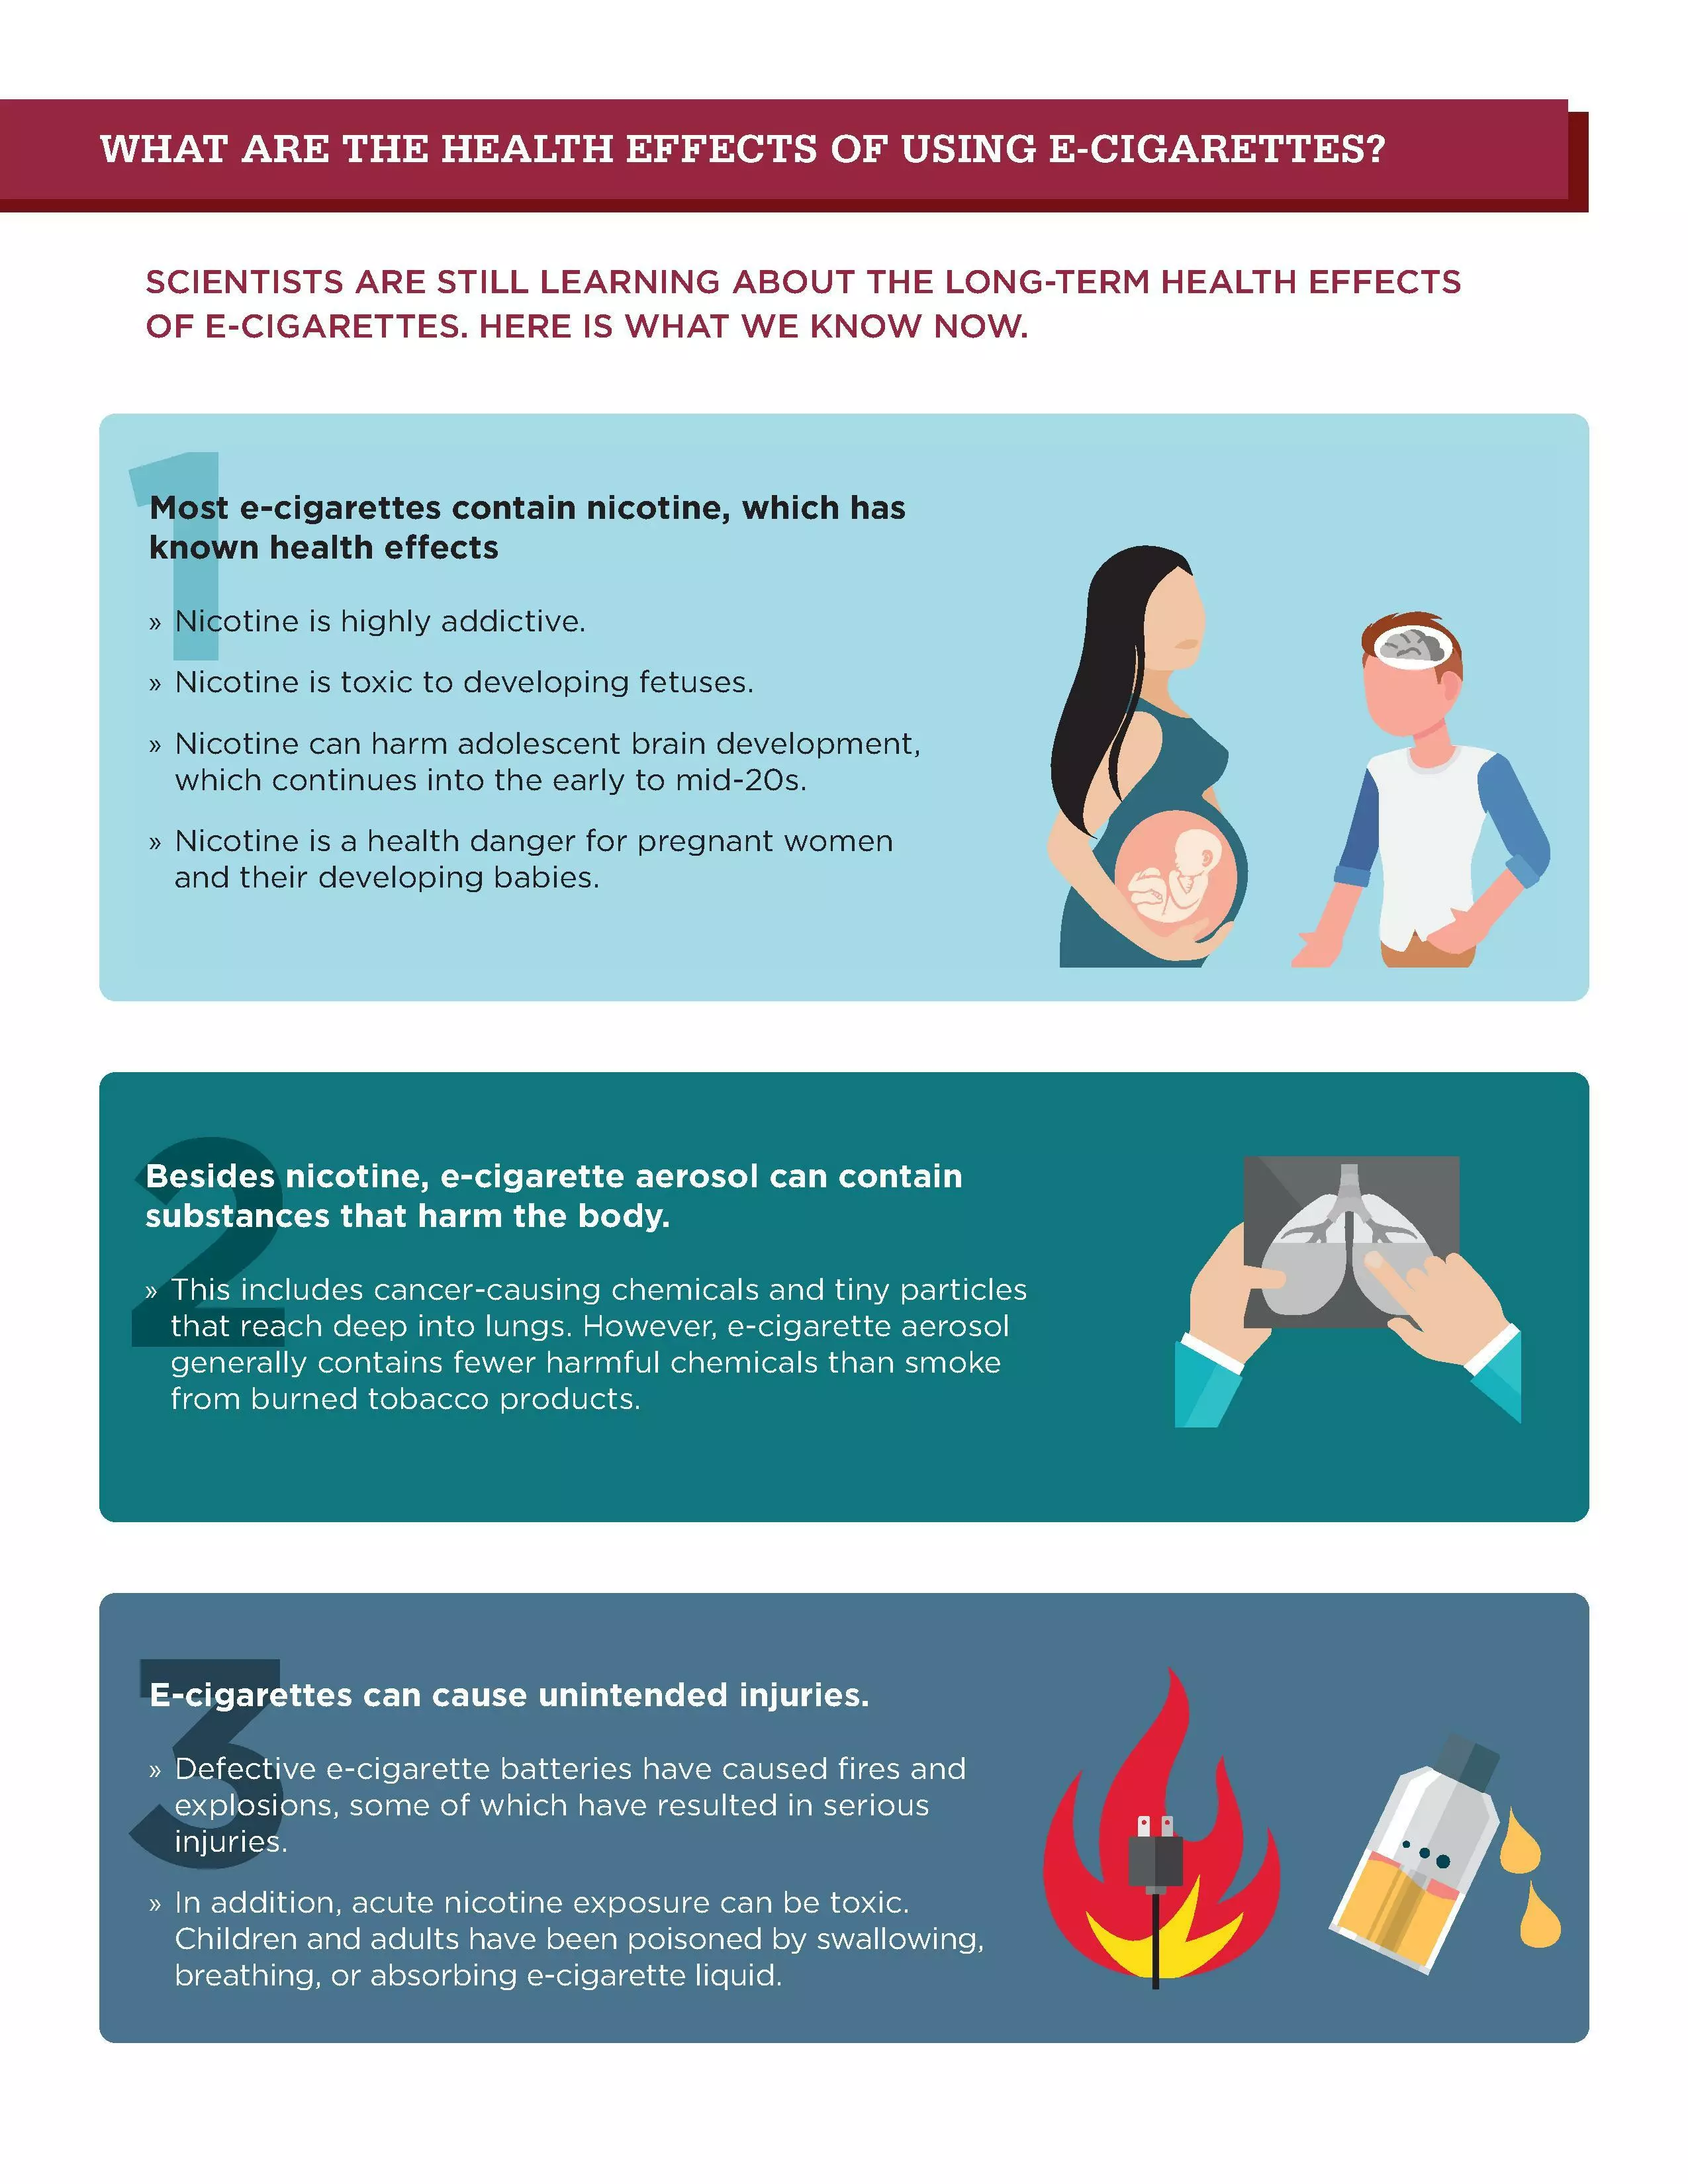 WHAT ARE THE HEALTH EFFECTS OF USING E-CIGARETTES?
SCIENTISTS ARE STILL LEARNING ABOUT THE LONG-TERM HEALTH EFFECTS
OF E-CIGARETTES. HERE IS WHAT WE KNOW NOW.
1
Most e-cigarettes contain nicotine, which has
known health effects
» Nicotine is highly addictive.
» Nicotine is toxic to developing fetuses.
» Nicotine can harm adolescent brain development,
which continues into the early to mid-20s.
» Nicotine is a health danger for pregnant women
and their developing babies.
2
Besides nicotine, e-cigarette aerosol can contain
substances that harm the body.
» This includes cancer-causing chemicals and tiny particles
that reach deep into lungs. However, e-cigarette aerosol
generally contains fewer harmful chemicals than smoke
from burned tobacco products.
3
E-cigarettes can cause unintended injuries.
» Defective e-cigarette batteries have caused fires and
explosions, some of which have resulted in serious
injuries.
» In addition, acute nicotine exposure can be toxic.
Children and adults have been poisoned by swallowing,
breathing, or absorbing e-cigarette liquid.